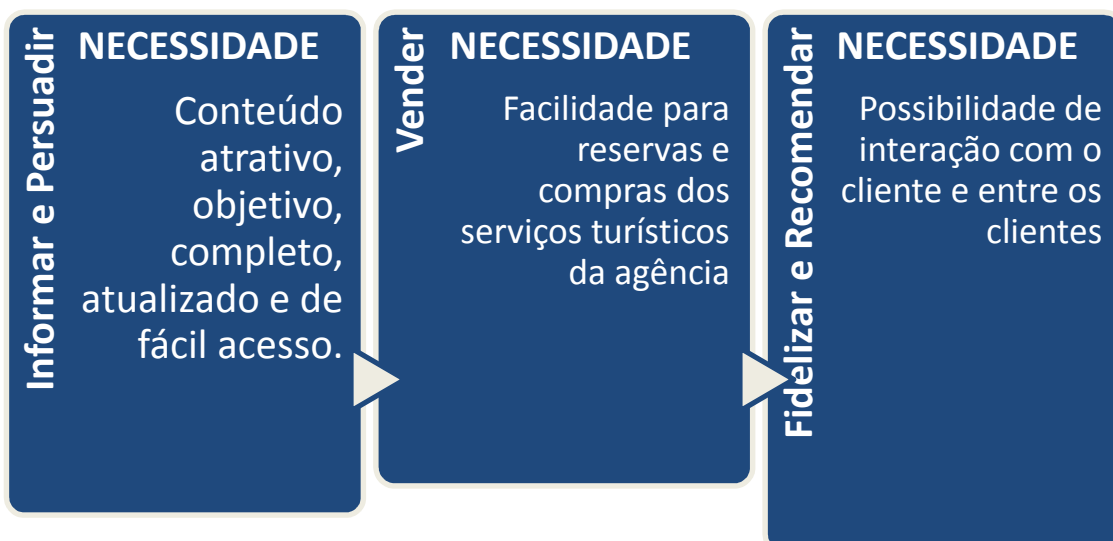 Informar e Persuadir
NECESSIDADE
Conteúdo
atrativo,
objetivo,
completo,
atualizado e de
fácil acesso.
Vender
NECESSIDADE
Facilidade para
reservas e
compras dos
serviços turísticos
da agência
Fidelizar e Recomendar
NECESSIDADE
Possibilidade de
interação com o
cliente e entre os
clientes